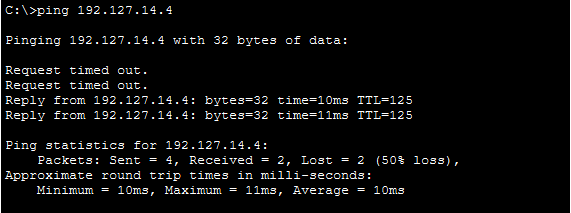 C:\>ping 192.127.14.4
Pinging 192.127.14.4 with 32 bytes of data:
Request timed out.
Request timed out.
Reply from 192.127.14.4: bytes=32 time=10ms TTL=125
Reply from 192.127.14.4: bytes=32 time=11ms TTL=125
Ping statistics for 192.127.14.4:
    Packets: Sent = 4, Received = 2, Lost = 2 (50% loss),
Approximate round trip times in milli-seconds:
    Minimum = 10ms, Maximum = 11ms, Average = 10ms